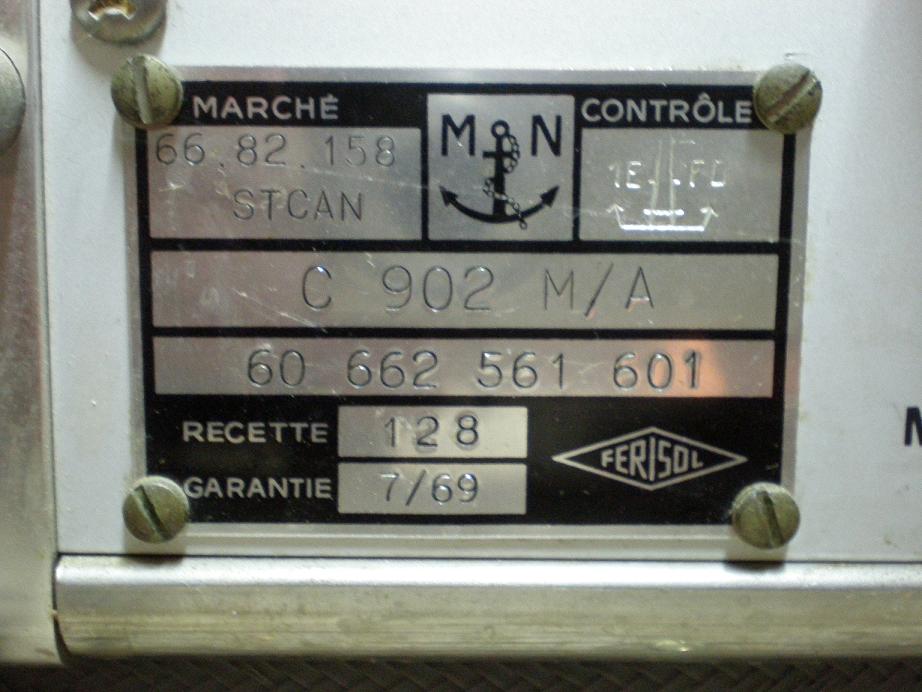 MARCHÉ
66.82.158
STCAN
M N
CONTRÔLE
C 902 M/A
60 662 561 601
RECETTE 128
GARANTIE 7/69
FERISOL